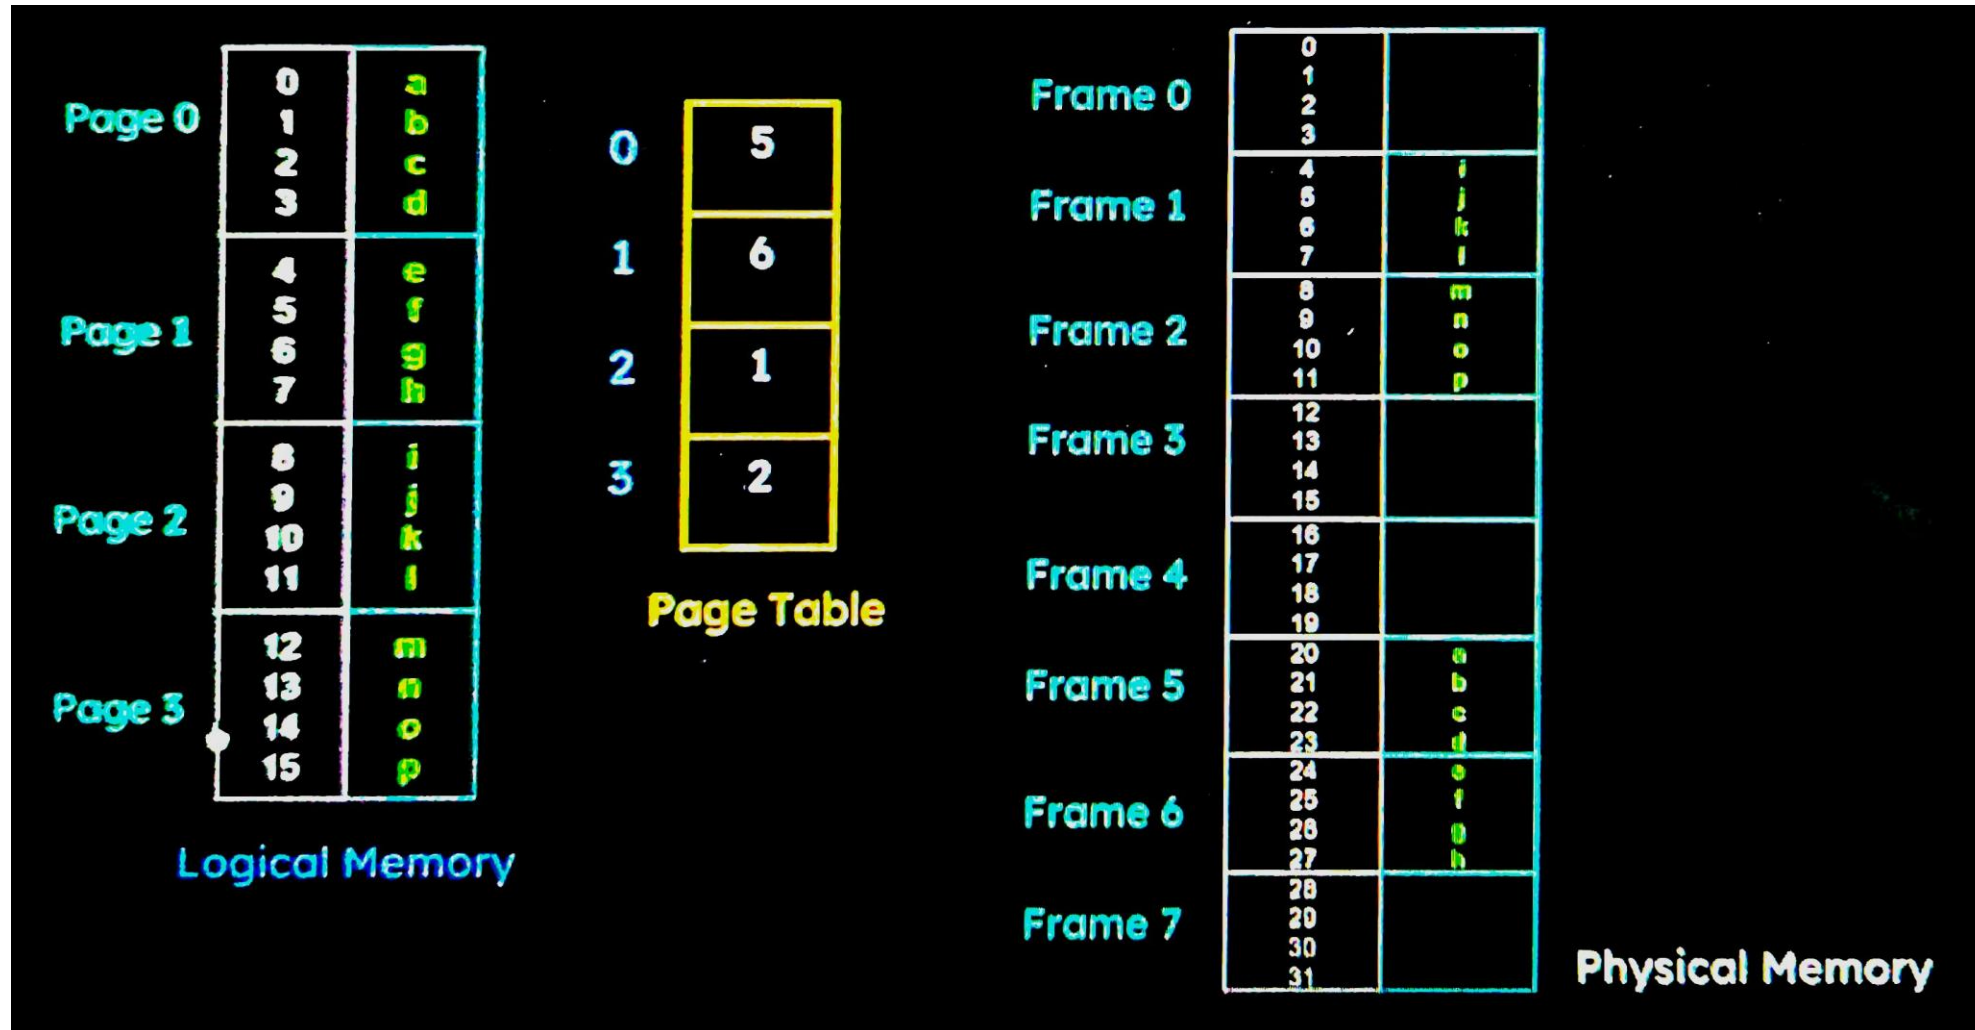 Page 0
0 a
1 b
2 c
3 d
Page 1
4 e
5 f
6 g
7 h
Page 2
8 i
9 j
10 k
11 l
Page 3
12 m
13 n
14 o
15 p
Logical Memory
0 5
1 6
2 1
3 2
Page Table
Frame 0
0
1
2
3
Frame 1
4 i
5 j
6 k
7 l
Frame 2
8 m
9 n
10 o
11 p
Frame 3
12
13
14
15
Frame 4
16
17
18
19
Frame 5
20 a
21 b
22 c
23 d
Frame 6
24 e
25 f
26 g
27 h
Frame 7
28
29
30
31
Physical Memory